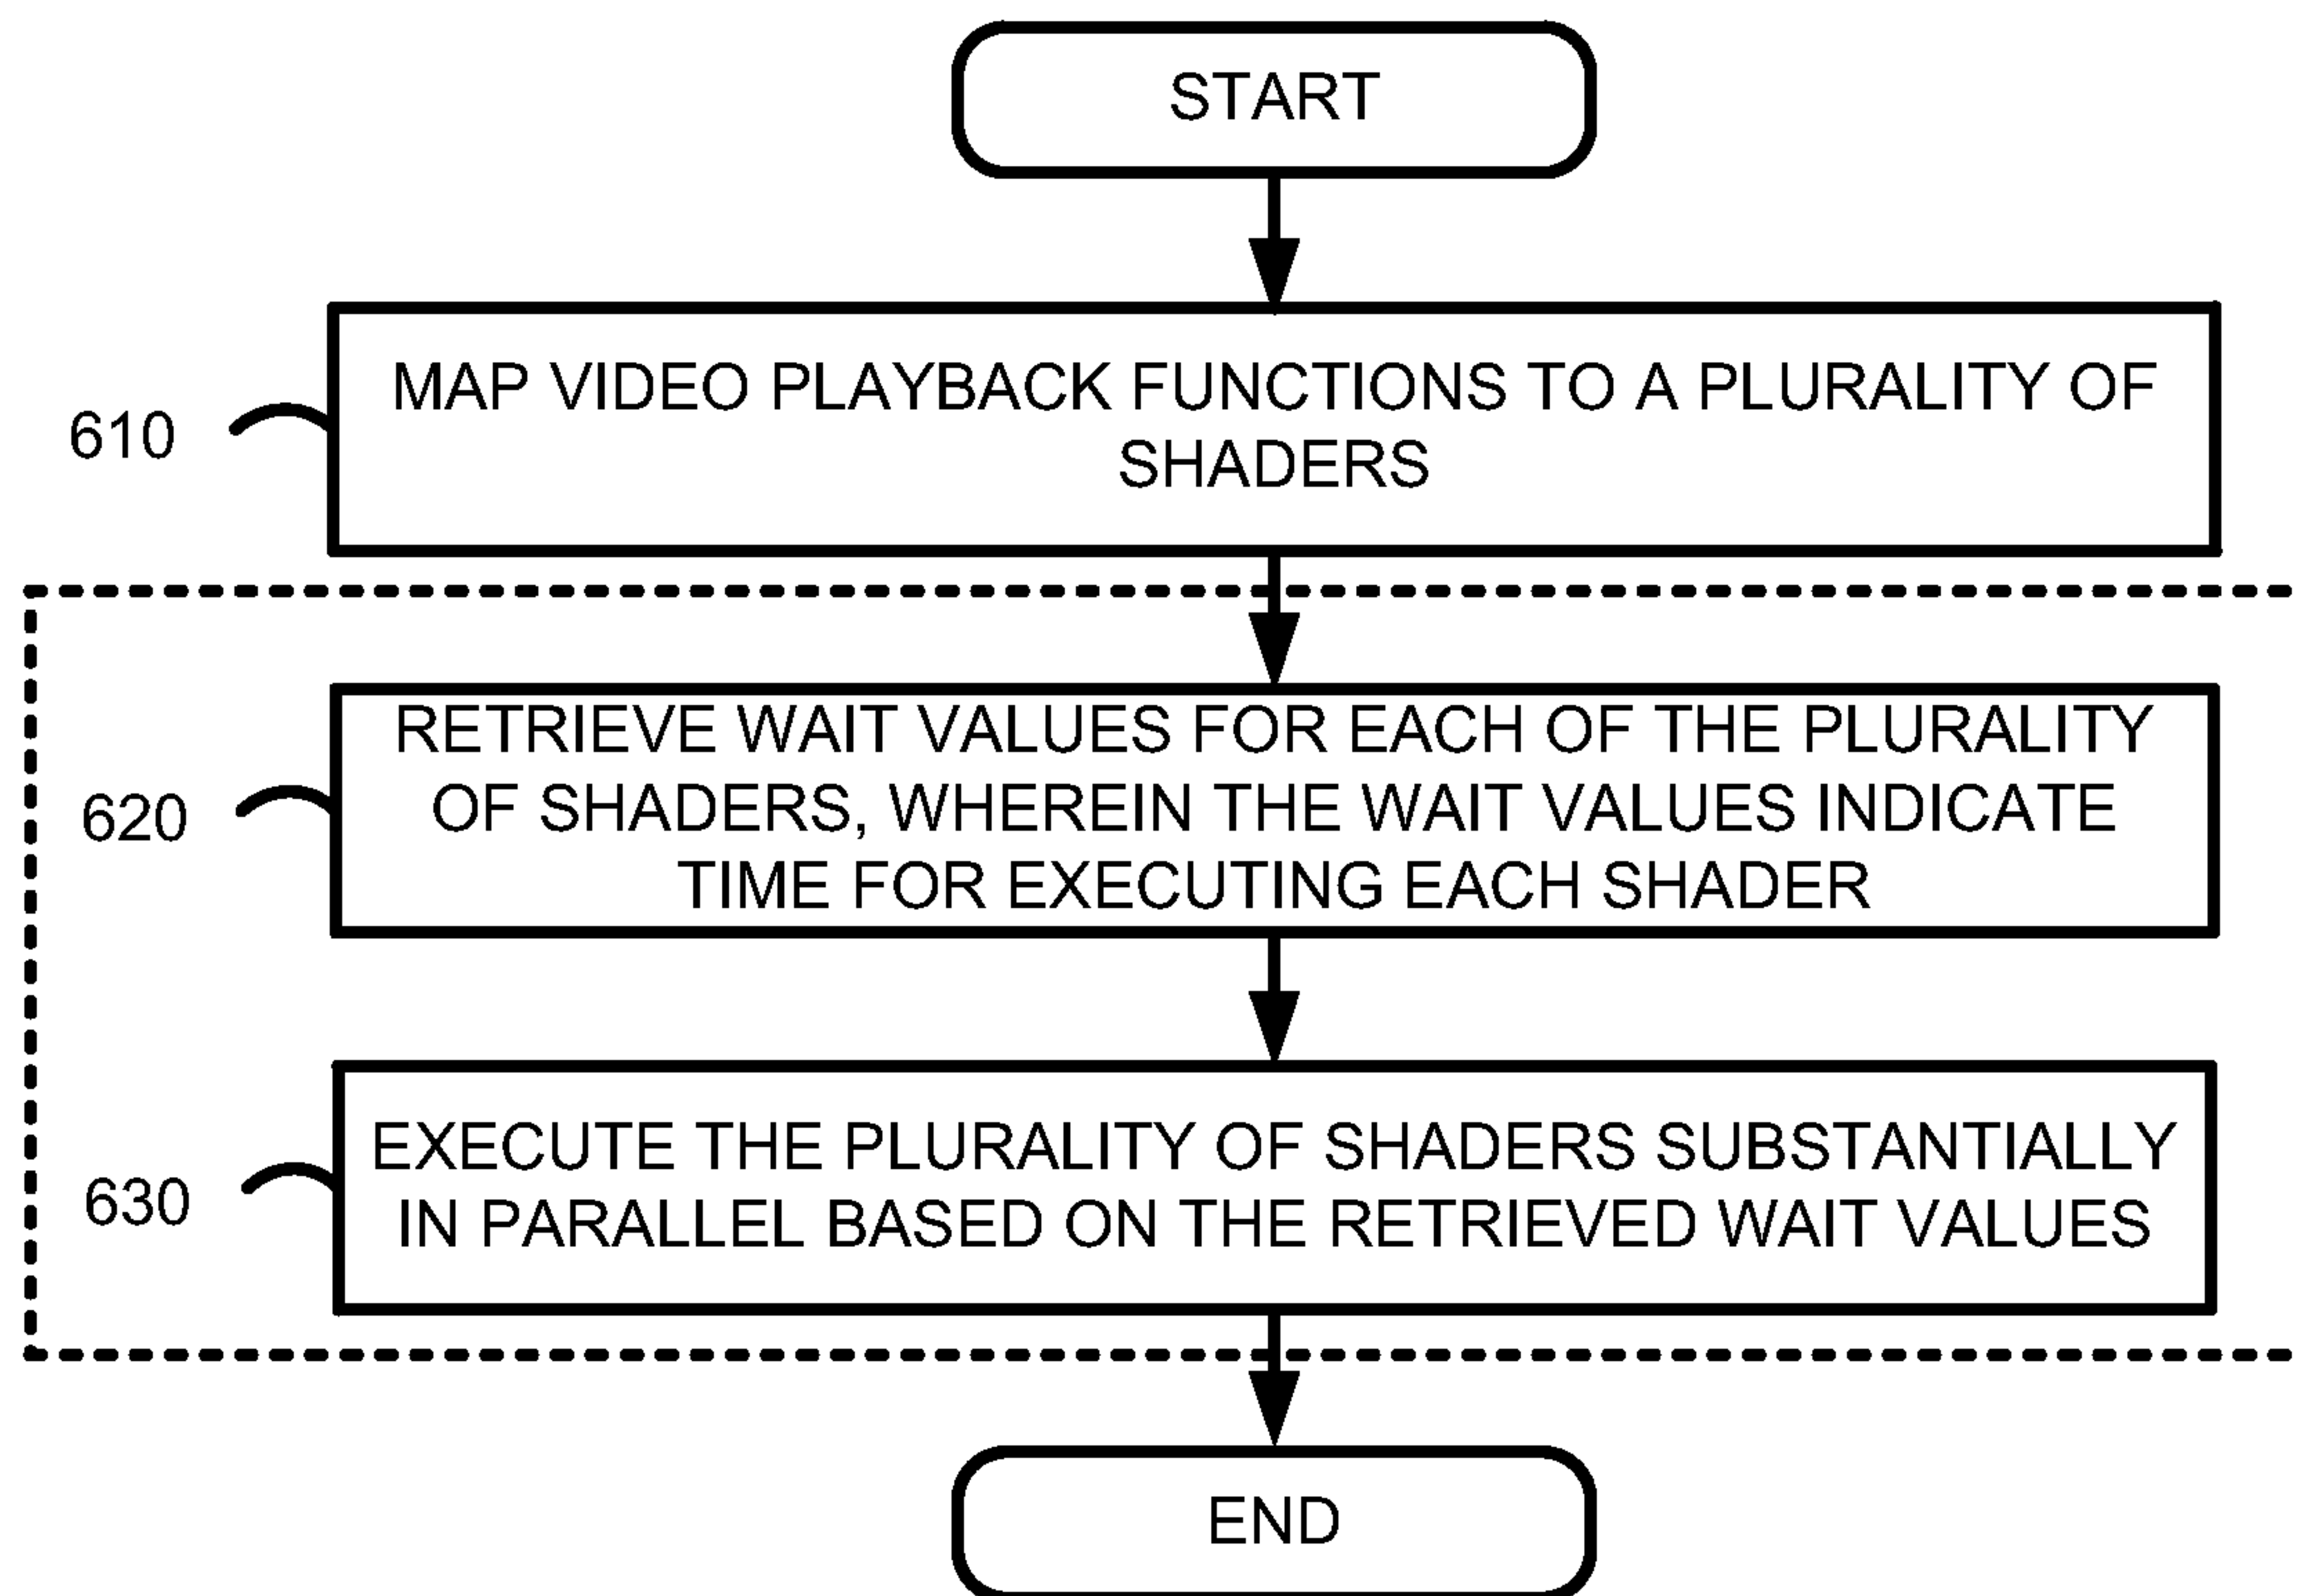 START
MAP VIDEO PLAYBACK FUNCTIONS TO A PLURALITY OF
SHADERS
610
RETRIEVE WAIT VALUES FOR EACH OF THE PLURALITY
OF SHADERS, WHEREIN THE WAIT VALUES INDICATE
TIME FOR EXECUTING EACH SHADER
620
EXECUTE THE PLURALITY OF SHADERS SUBSTANTIALLY
IN PARALLEL BASED ON THE RETRIEVED WAIT VALUES
630
END